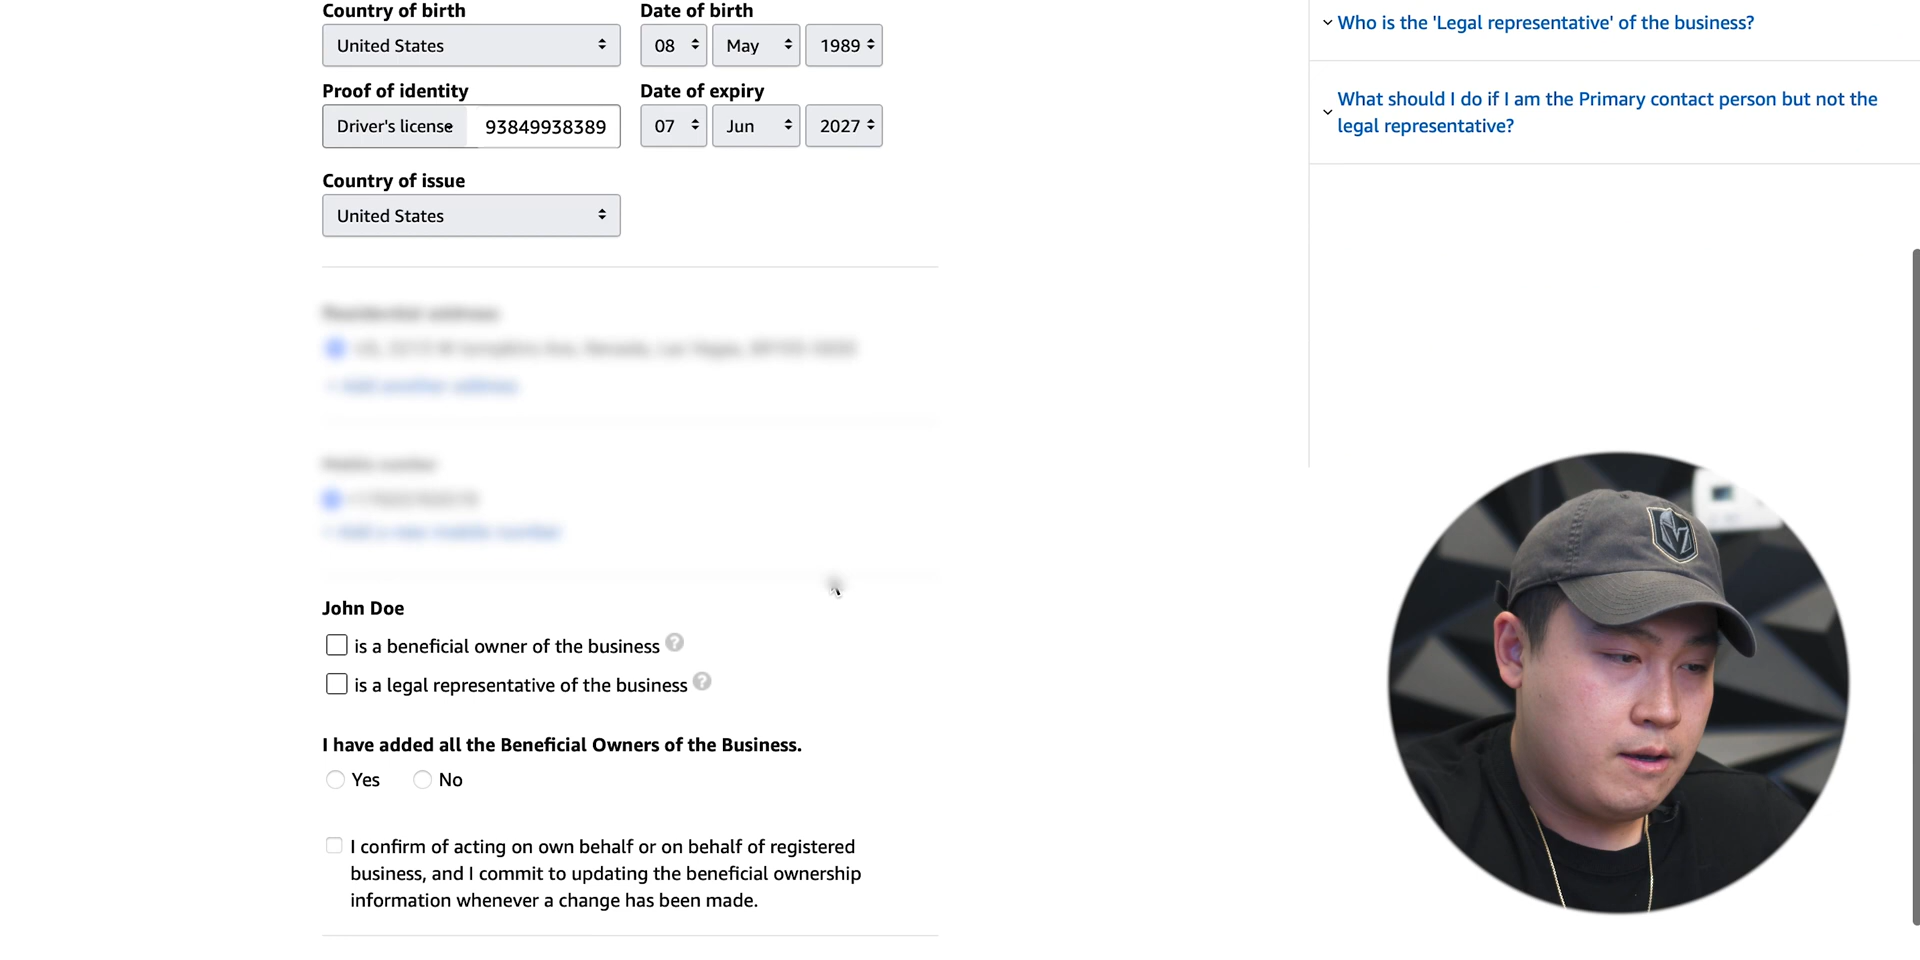 Country of birth
Date of birth
United States
08
May
1989
Proof of identity
Date of expiry
Driver's license
93849938389
07
Jun
2027
Country of issue
United States
John Doe
is a beneficial owner of the business ?
is a legal representative of the business ?
I have added all the Beneficial Owners of the Business.
Yes
No
I confirm of acting on own behalf or on behalf of registered
business, and I commit to updating the beneficial ownership
information whenever a change has been made.
Who is the 'Legal representative' of the business?
What should I do if I am the Primary contact person but not the
legal representative?